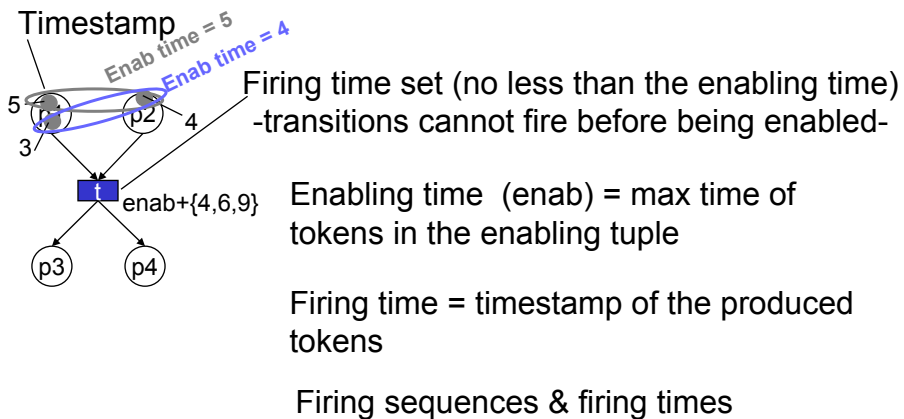 Timestamp
Enab time = 5
Enab time = 4
5
p1
p2
4
3
Firing time set (no less than the enabling time)
-transitions cannot fire before being enabled-
t
enab+{4,6,9}
Enabling time (enab) = max time of
tokens in the enabling tuple
p3
p4
Firing time = timestamp of the produced
tokens
Firing sequences & firing times